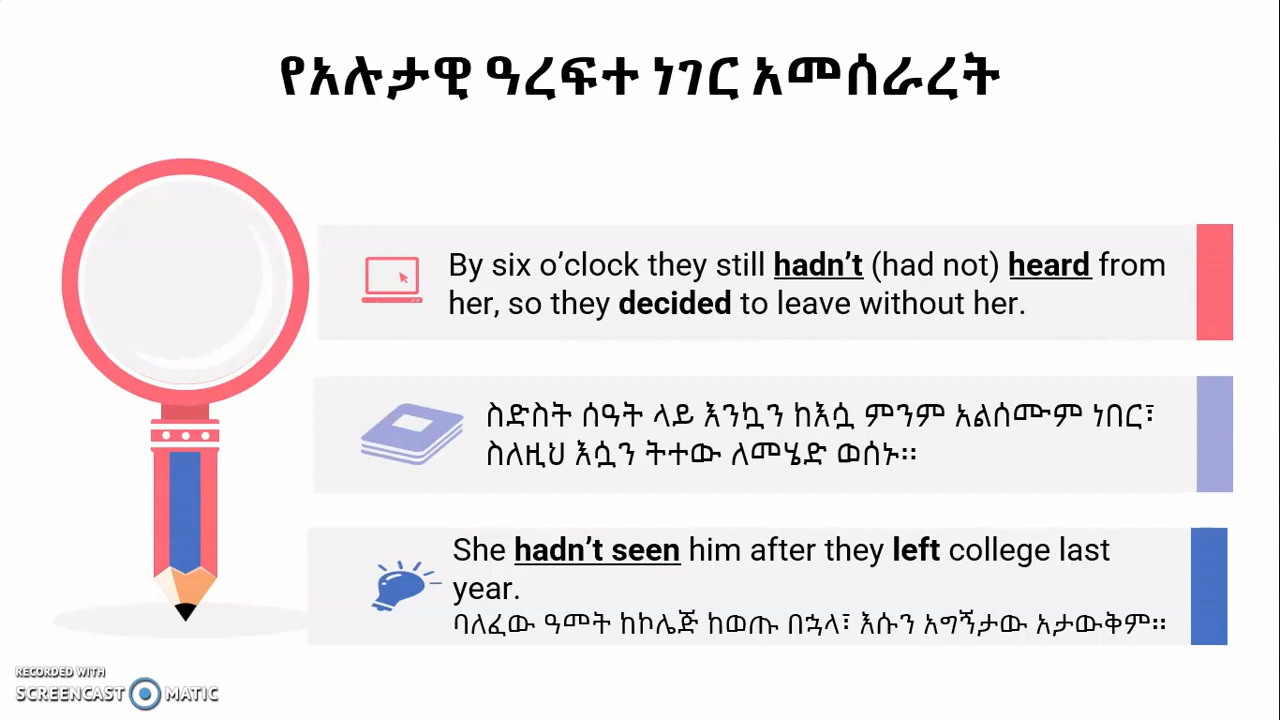 የአሉታዊ ዓረፍተ ነገር አመሰራረት
By six o’clock they still hadn’t (had not) heard from
her, so they decided to leave without her.
ስድስት ሰዓት ላይ እንኳን ከእሷ ምንም አልሰሙም ነበር፣
ስለዚህ እሷን ትተው ለመሄድ ወሰኑ።
She hadn’t seen him after they left college last
year.
ባለፈው ዓመት ከኮሌጅ ከወጡ በኋላ፣ እሱን አግኝታው አታውቅም።
RECORDED WITH
SCREENCAST MATIC